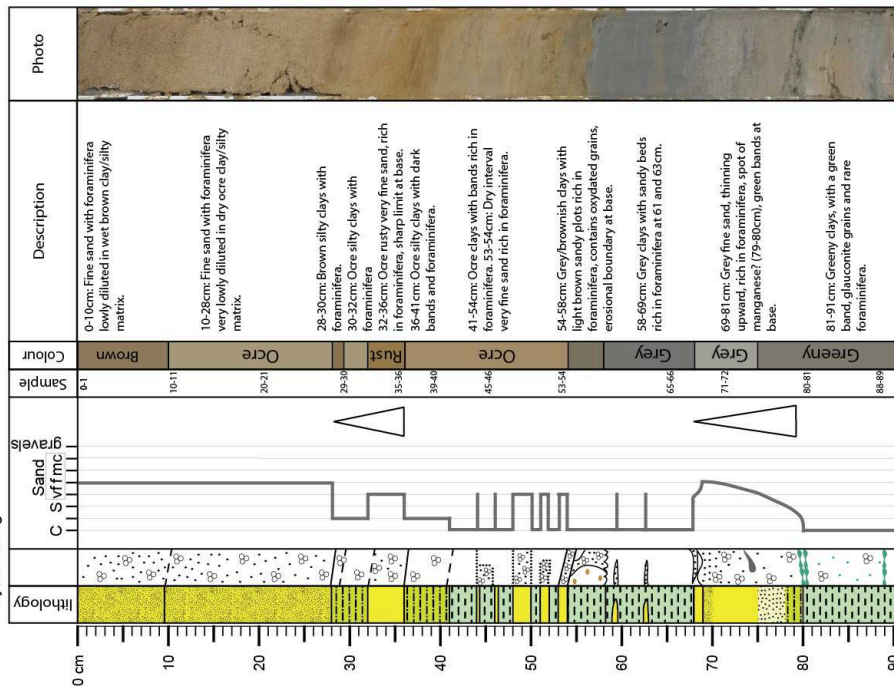 Photo
Description
Colour
Sample
gravels
Sand
C S vf f m c
lithology
0-10cm: Fine sand with foraminifera
lowly diluted in wet brown clay/silty
matrix.
10-28cm: Fine sand with foraminifera
very lowly diluted in dry ocre clay/silty
matrix.
28-30cm: Brown silty clays with
foraminifera.
30-32cm: Ocre silty clays with
foraminifera
32-36cm: Ocre rusty very fine sand, rich
in foraminifera, sharp limit at base.
36-41cm: Ocre silty clays with dark
bands and foraminifera.
41-54cm: Ocre clays with bands rich in
foraminifera. 53-54cm: Dry interval
very fine sand rich in foraminifera.
54-58cm: Grey/brownish clays with
light brown sandy plots rich in
foraminifera, contains oxydated grains,
erosional boundary at base.
58-69cm: Grey clays with sandy beds
rich in foraminifera at 61 and 63cm.
69-81cm: Grey fine sand, thinning
upward, rich in foraminifera, spot of
manganese? (79-80cm), green bands at
base.
81-91cm: Greeny clays, with a green
band, glauconite grains and rare
foraminifera.
Brown
Ocre
Rust
Ocre
Grey
Grey
Greeny
0-1
10-11
20-21
29-30
35-36
39-40
45-46
53-54
65-66
71-72
80-81
88-89
0 cm
10
20
30
40
50
60
70
80
90